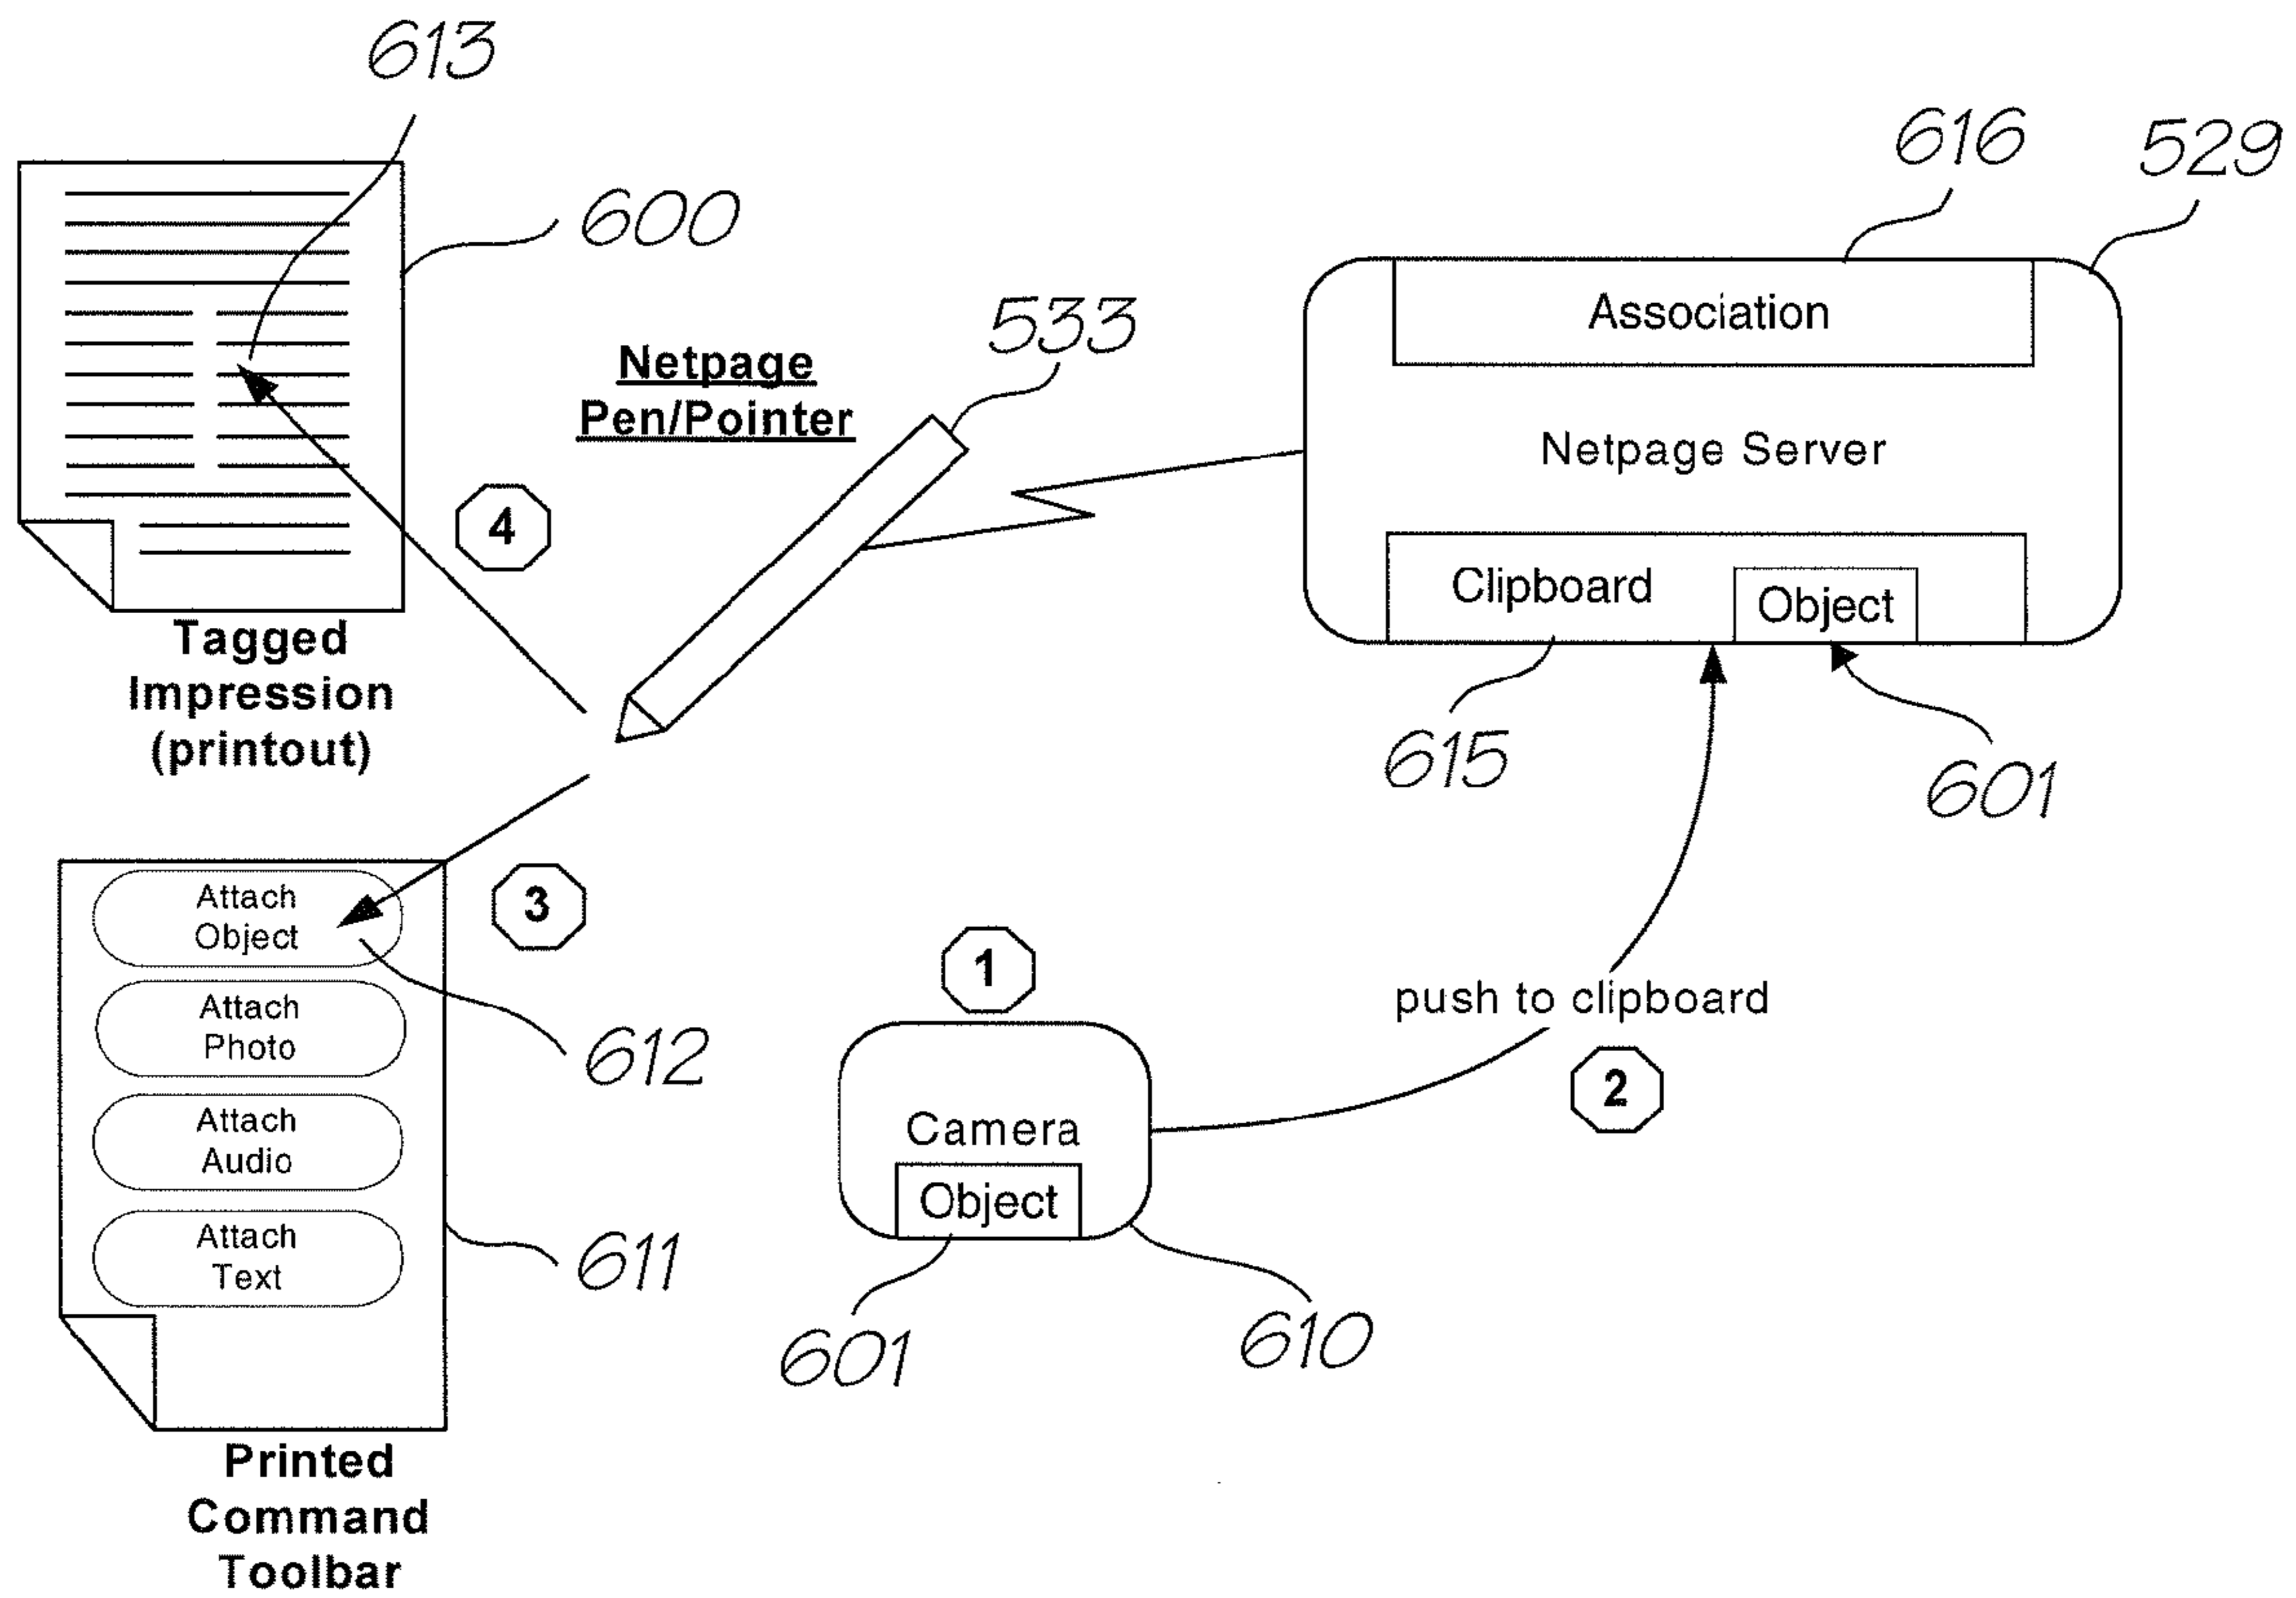 613
600
616
529
Association
533
Netpage
Pen/Pointer
Netpage Server
4
Clipboard
Object
Tagged
Impression
(printout)
615
601
Attach
Object
3
1
push to clipboard
Attach
Photo
612
2
Attach
Audio
Camera
Object
Attach
Text
611
601
610
Printed
Command
Toolbar